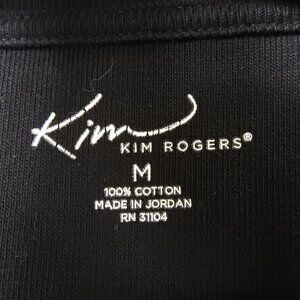 Kim
KIM ROGERS®
M
100% COTTON
MADE IN JORDAN
RN 31104